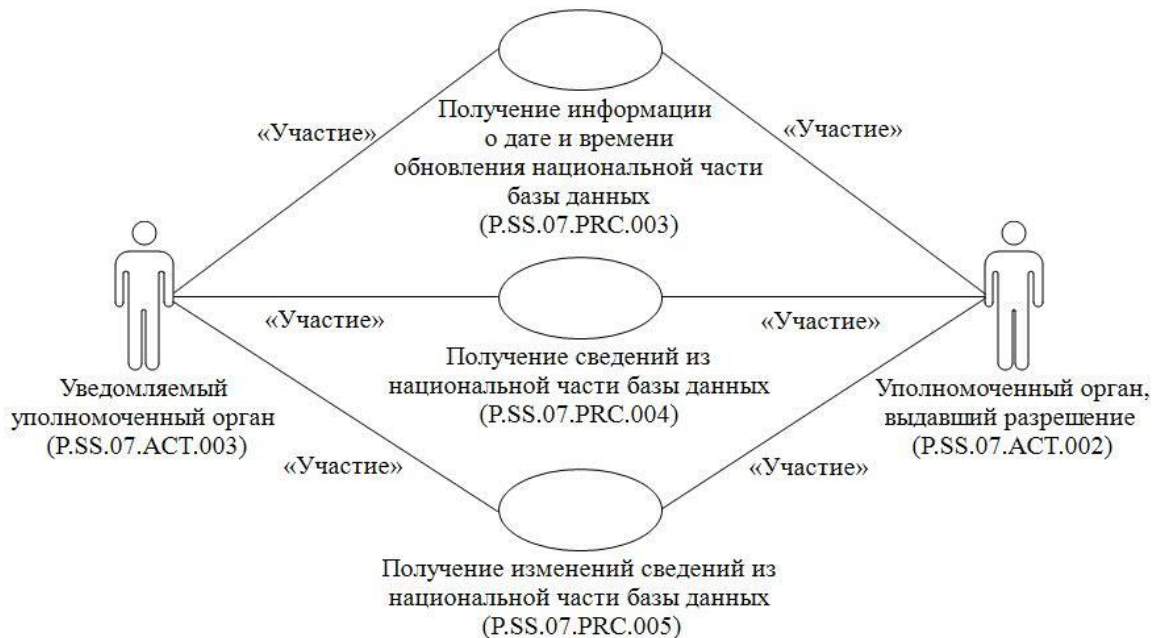 «Участие»
«Участие»
Получение информации
о дате и времени
обновления национальной части
базы данных
(P.SS.07.PRC.003)
«Участие»
«Участие»
Получение сведений из
национальной части базы данных
(P.SS.07.PRC.004)
Уведомляемый
уполномоченный орган
(P.SS.07.ACT.003)
Уполномоченный орган,
выдавший разрешение
(P.SS.07.ACT.002)
«Участие»
«Участие»
Получение изменений сведений из
национальной части базы данных
(P.SS.07.PRC.005)